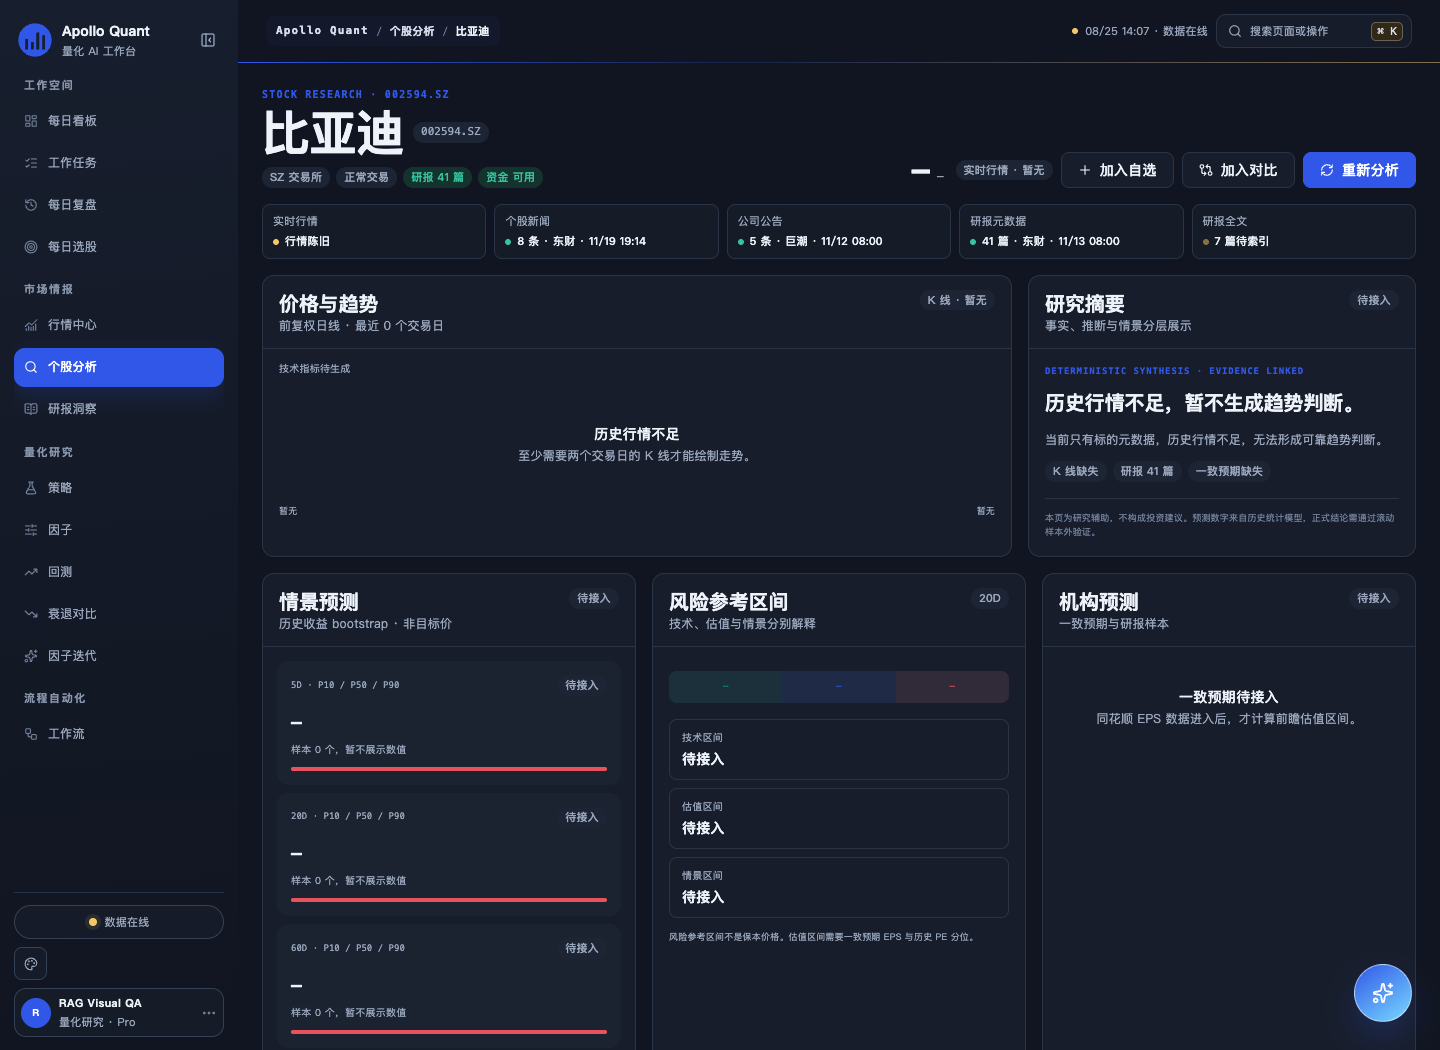 Apollo Quant
量化 AI 工作台
工作空间
每日看板
工作任务
每日复盘
每日选股
市场情报
行情中心
个股分析
研报洞察
量化研究
策略
因子
回测
衰退对比
因子迭代
流程自动化
工作流
数据在线
R
RAG Visual QA
量化研究 · Pro
Apollo Quant / 个股分析 / 比亚迪
08/25 14:07 · 数据在线
搜索页面或操作
⌘ K
STOCK RESEARCH · 002594.SZ
比亚迪 002594.SZ
SZ 交易所 正常交易 研报 41 篇 资金 可用
— _ 实时行情 · 暂无
加入自选
加入对比
重新分析
实时行情
行情陈旧
个股新闻
8 条 · 东财 · 11/19 19:14
公司公告
5 条 · 巨潮 · 11/12 08:00
研报元数据
41 篇 · 东财 · 11/13 08:00
研报全文
7 篇待索引
价格与趋势
K 线 · 暂无
前复权日线 · 最近 0 个交易日
技术指标待生成
历史行情不足
至少需要两个交易日的 K 线才能绘制走势。
暂无 暂无
研究摘要
待接入
事实、推断与情景分层展示
DETERMINISTIC SYNTHESIS · EVIDENCE LINKED
历史行情不足，暂不生成趋势判断。
当前只有标的元数据，历史行情不足，无法形成可靠趋势判断。
K 线缺失 研报 41 篇 一致预期缺失
本页为研究辅助，不构成投资建议。预测数字来自历史统计模型，正式结论需通过滚动
样本外验证。
情景预测
待接入
历史收益 bootstrap · 非目标价
5D · P10 / P50 / P90
待接入
—
样本 0 个，暂不展示数值
20D · P10 / P50 / P90
待接入
—
样本 0 个，暂不展示数值
60D · P10 / P50 / P90
待接入
—
样本 0 个，暂不展示数值
风险参考区间
20D
技术、估值与情景分别解释
— — —
技术区间
待接入
估值区间
待接入
情景区间
待接入
风险参考区间不是保本价格。估值区间需要一致预期 EPS 与历史 PE 分位。
机构预测
待接入
一致预期与研报样本
一致预期待接入
同花顺 EPS 数据进入后，才计算前瞻估值区间。